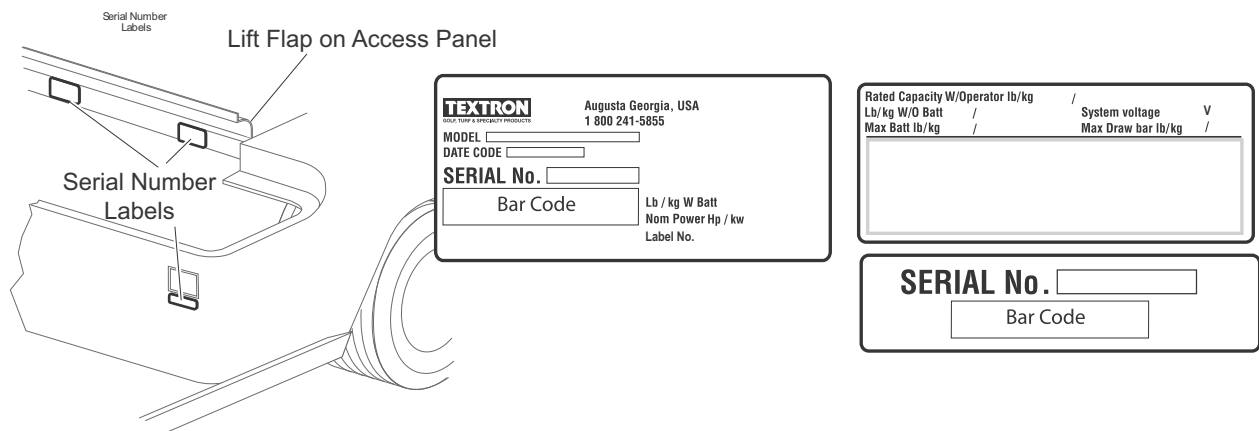 Serial Number
Labels
Lift Flap on Access Panel
Serial Number
Labels
TEXTRON
GOLF, TURF & SPECIALTY PRODUCTS
Augusta Georgia, USA
1 800 241-5855
MODEL
DATE CODE
SERIAL No.
Bar Code
Lb / kg W Batt
Nom Power Hp / kw
Label No.
Rated Capacity W/Operator lb/kg /
Lb/kg W/O Batt / System voltage V
Max Batt lb/kg / Max Draw bar lb/kg /
SERIAL No.
Bar Code